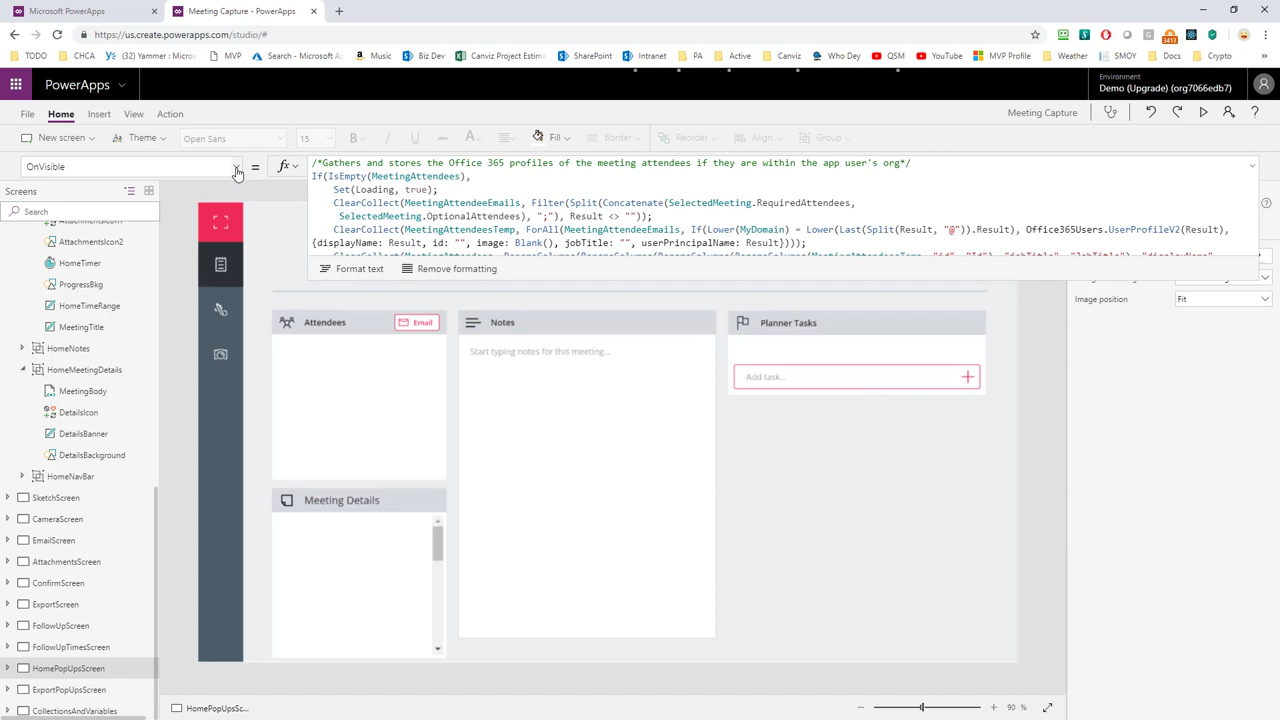 Microsoft PowerApps
Meeting Capture - PowerApps
https://us.create.powerapps.com/studio/#
TODO
CHCA
(5) Yammer : Micros
MVP
Search - Microsoft A
Music
Biz Dev
Canviz Project Estima
SharePoint
Intranet
PA
Active
Canviz
Who Dey
QSM
YouTube
MVP Profile
Weather
SMOY
Docs
Crypto
3413
PowerApps
Environment
Demo (Upgrade) (org7066edb7)
File
Home
Insert
View
Action
Meeting Capture
New screen
Theme
Open Sans
15
B
A
Fill
Border
Reorder
Align
Group
OnVisible
=
fx
/*Gathers and stores the Office 365 profiles of the meeting attendees if they are within the app user's org*/
If(IsEmpty(MeetingAttendees),
Set(Loading, true);
ClearCollect(MeetingAttendeeEmails, Filter(Split(Concatenate(SelectedMeeting.RequiredAttendees,
SelectedMeeting.OptionalAttendees), ";"), Result <> ""));
ClearCollect(MeetingAttendeesTemp, ForAll(MeetingAttendeeEmails, If(Lower(MyDomain) = Lower(Last(Split(Result, "@")).Result), Office365Users.UserProfileV2(Result),
{displayName: Result, id: "", image: Blank(), jobTitle: "", userPrincipalName: Result})));
Format text
Remove formatting
Screens
Search
AttachmentsIcon2
HomeTimer
ProgressBkg
HomeTimeRange
MeetingTitle
HomeNotes
HomeMeetingDetails
MeetingBody
DetailsIcon
DetailsBanner
DetailsBackground
HomeNavBar
SketchScreen
CameraScreen
EmailScreen
AttachmentsScreen
ConfirmScreen
ExportScreen
FollowUpScreen
FollowUpTimesScreen
HomePopUpsScreen
ExportPopUpsScreen
CollectionsAndVariables
Attendees
Email
Notes
Start typing notes for this meeting...
Planner Tasks
Add task...
Meeting Details
Image position
Fit
HomePopUpsSc...
90 %